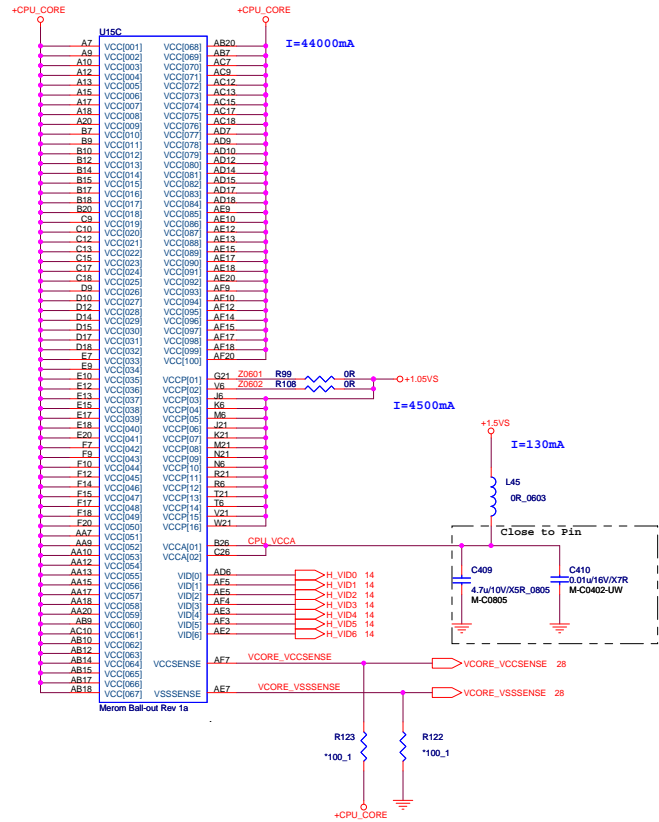 +CPU_CORE +CPU_CORE
U15C
I=44000mA
A7 VCC[001] VCC[068] AB20
A9 VCC[002] VCC[069] AB7
A10 VCC[003] VCC[070] AC7
A12 VCC[004] VCC[071] AC9
A13 VCC[005] VCC[072] AC12
A15 VCC[006] VCC[073] AC13
A17 VCC[007] VCC[074] AC15
A18 VCC[008] VCC[075] AC17
A20 VCC[009] VCC[076] AC18
B7 VCC[010] VCC[077] AD7
B9 VCC[011] VCC[078] AD9
B10 VCC[012] VCC[079] AD10
B12 VCC[013] VCC[080] AD12
B14 VCC[014] VCC[081] AD14
B15 VCC[015] VCC[082] AD15
B17 VCC[016] VCC[083] AD17
B18 VCC[017] VCC[084] AD18
B20 VCC[018] VCC[085] AE9
C9 VCC[019] VCC[086] AE10
C10 VCC[020] VCC[087] AE12
C12 VCC[021] VCC[088] AE13
C13 VCC[022] VCC[089] AE15
C15 VCC[023] VCC[090] AE17
C17 VCC[024] VCC[091] AE18
C18 VCC[025] VCC[092] AE20
D9 VCC[026] VCC[093] AF9
D10 VCC[027] VCC[094] AF10
D12 VCC[028] VCC[095] AF12
D14 VCC[029] VCC[096] AF14
D15 VCC[030] VCC[097] AF15
D17 VCC[031] VCC[098] AF17
D18 VCC[032] VCC[099] AF18
E7 VCC[033] VCC[100] AF20
E9 VCC[034]
E10 VCC[035] VCCP[01] G21 Z0601 R99 0R +1.05VS
E12 VCC[036] VCCP[02] V6 Z0602 R108 0R
E13 VCC[037] VCCP[03] J6
E15 VCC[038] VCCP[04] K6 I=4500mA
E17 VCC[039] VCCP[05] M6
E18 VCC[040] VCCP[06] J21
E20 VCC[041] VCCP[07] K21
F7 VCC[042] VCCP[08] M21
F9 VCC[043] VCCP[09] N21
F10 VCC[044] VCCP[10] N6
F12 VCC[045] VCCP[11] R21
F14 VCC[046] VCCP[12] R6
F15 VCC[047] VCCP[13] T21
F17 VCC[048] VCCP[14] T6
F18 VCC[049] VCCP[15] V21
F20 VCC[050] VCCP[16] W21
+1.5VS
I=130mA
L45
0R_0603
Close to Pin
AA7 VCC[051]
AA9 VCC[052] VCCA[01] B26 CPU_VCCA
AA10 VCC[053] VCCA[02] C26
AA12 VCC[054]
AA13 VCC[055] VID[0] AD6 H_VID0 14
AA15 VCC[056] VID[1] AF5 H_VID1 14
AA17 VCC[057] VID[2] AE5 H_VID2 14
AA18 VCC[058] VID[3] AF4 H_VID3 14
AA20 VCC[059] VID[4] AE3 H_VID4 14
AB9 VCC[060] VID[5] AF3 H_VID5 14
AC10 VCC[061] VID[6] AE2 H_VID6 14
C409
4.7u/10V/X5R_0805
M-C0805
C410
0.01u/16V/X7R
M-C0402-UW
AB10 VCC[062]
AB12 VCC[063]
AB14 VCC[064] VCCSENSE AF7 VCORE_VCCSENSE VCORE_VCCSENSE 28
AB15 VCC[065]
AB17 VCC[066]
AB18 VCC[067] VSSSENSE AE7 VCORE_VSSSENSE VCORE_VSSSENSE 28
Merom Ball-out Rev 1a
.
R123 R122
*100_1 *100_1
+CPU_CORE